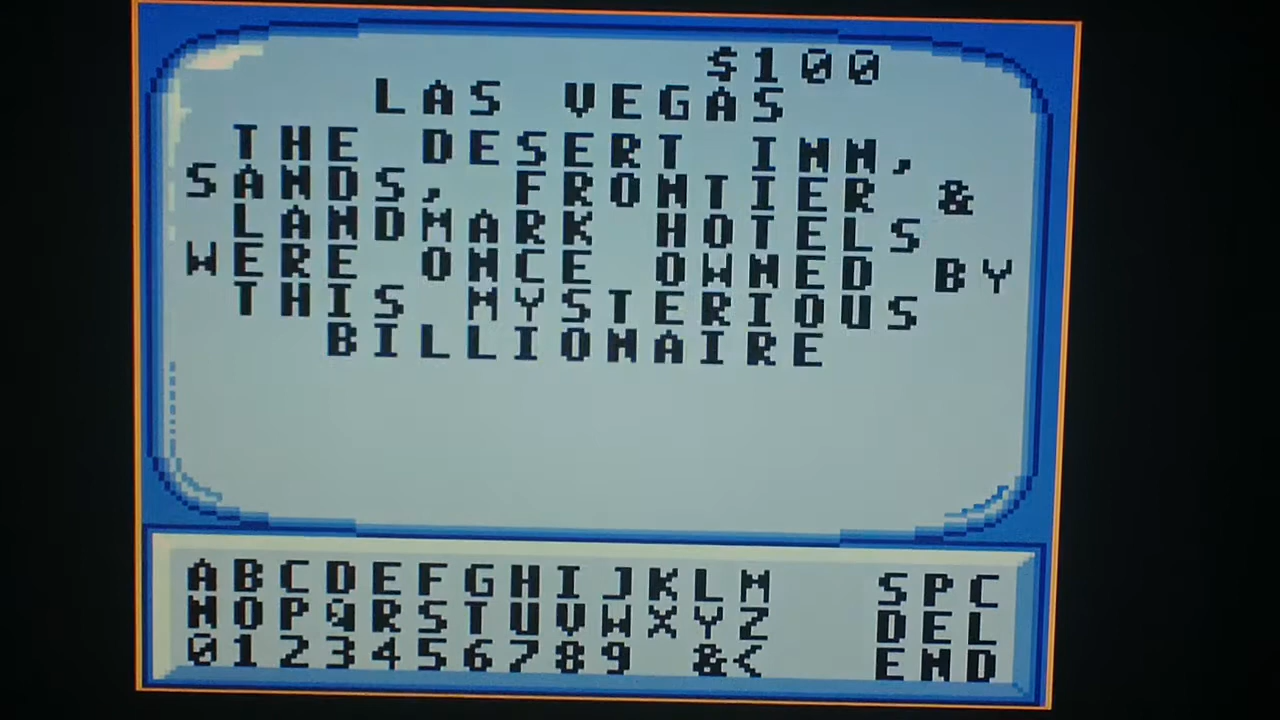 $100
LAS VEGAS
THE DESERT INN,
SANDS, FRONTIER &
LANDMARK HOTELS
WERE ONCE OWNED BY
THIS MYSTERIOUS
BILLIONAIRE
ABCDEFGHIJKLM SPC
NOPQRSTUVWXYZ DEL
0123456789 &< END